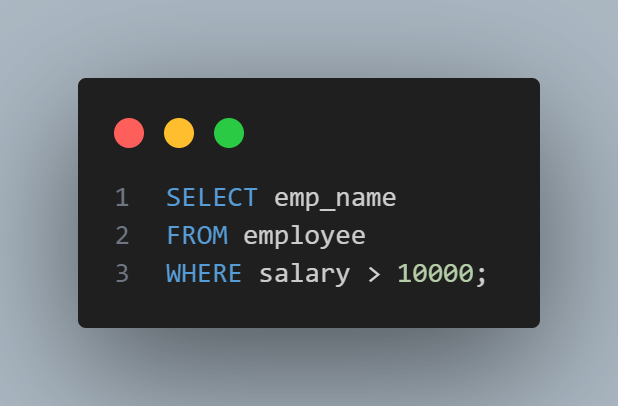 1 SELECT emp_name
2 FROM employee
3 WHERE salary > 10000;